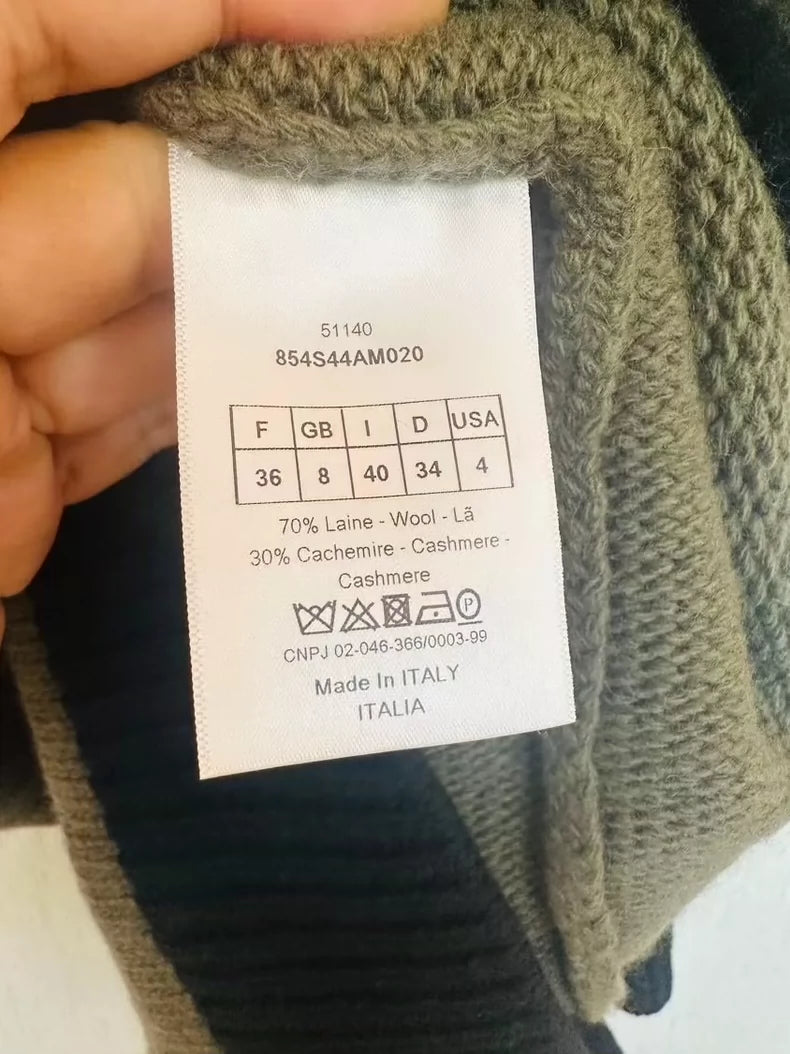 51140
854S44AM020
F GB I D USA
36 8 40 34 4
70% Laine - Wool - Lã
30% Cachemire - Cashmere -
Cashmere
P
CNPJ 02-046-366/0003-99
Made In ITALY
ITALIA